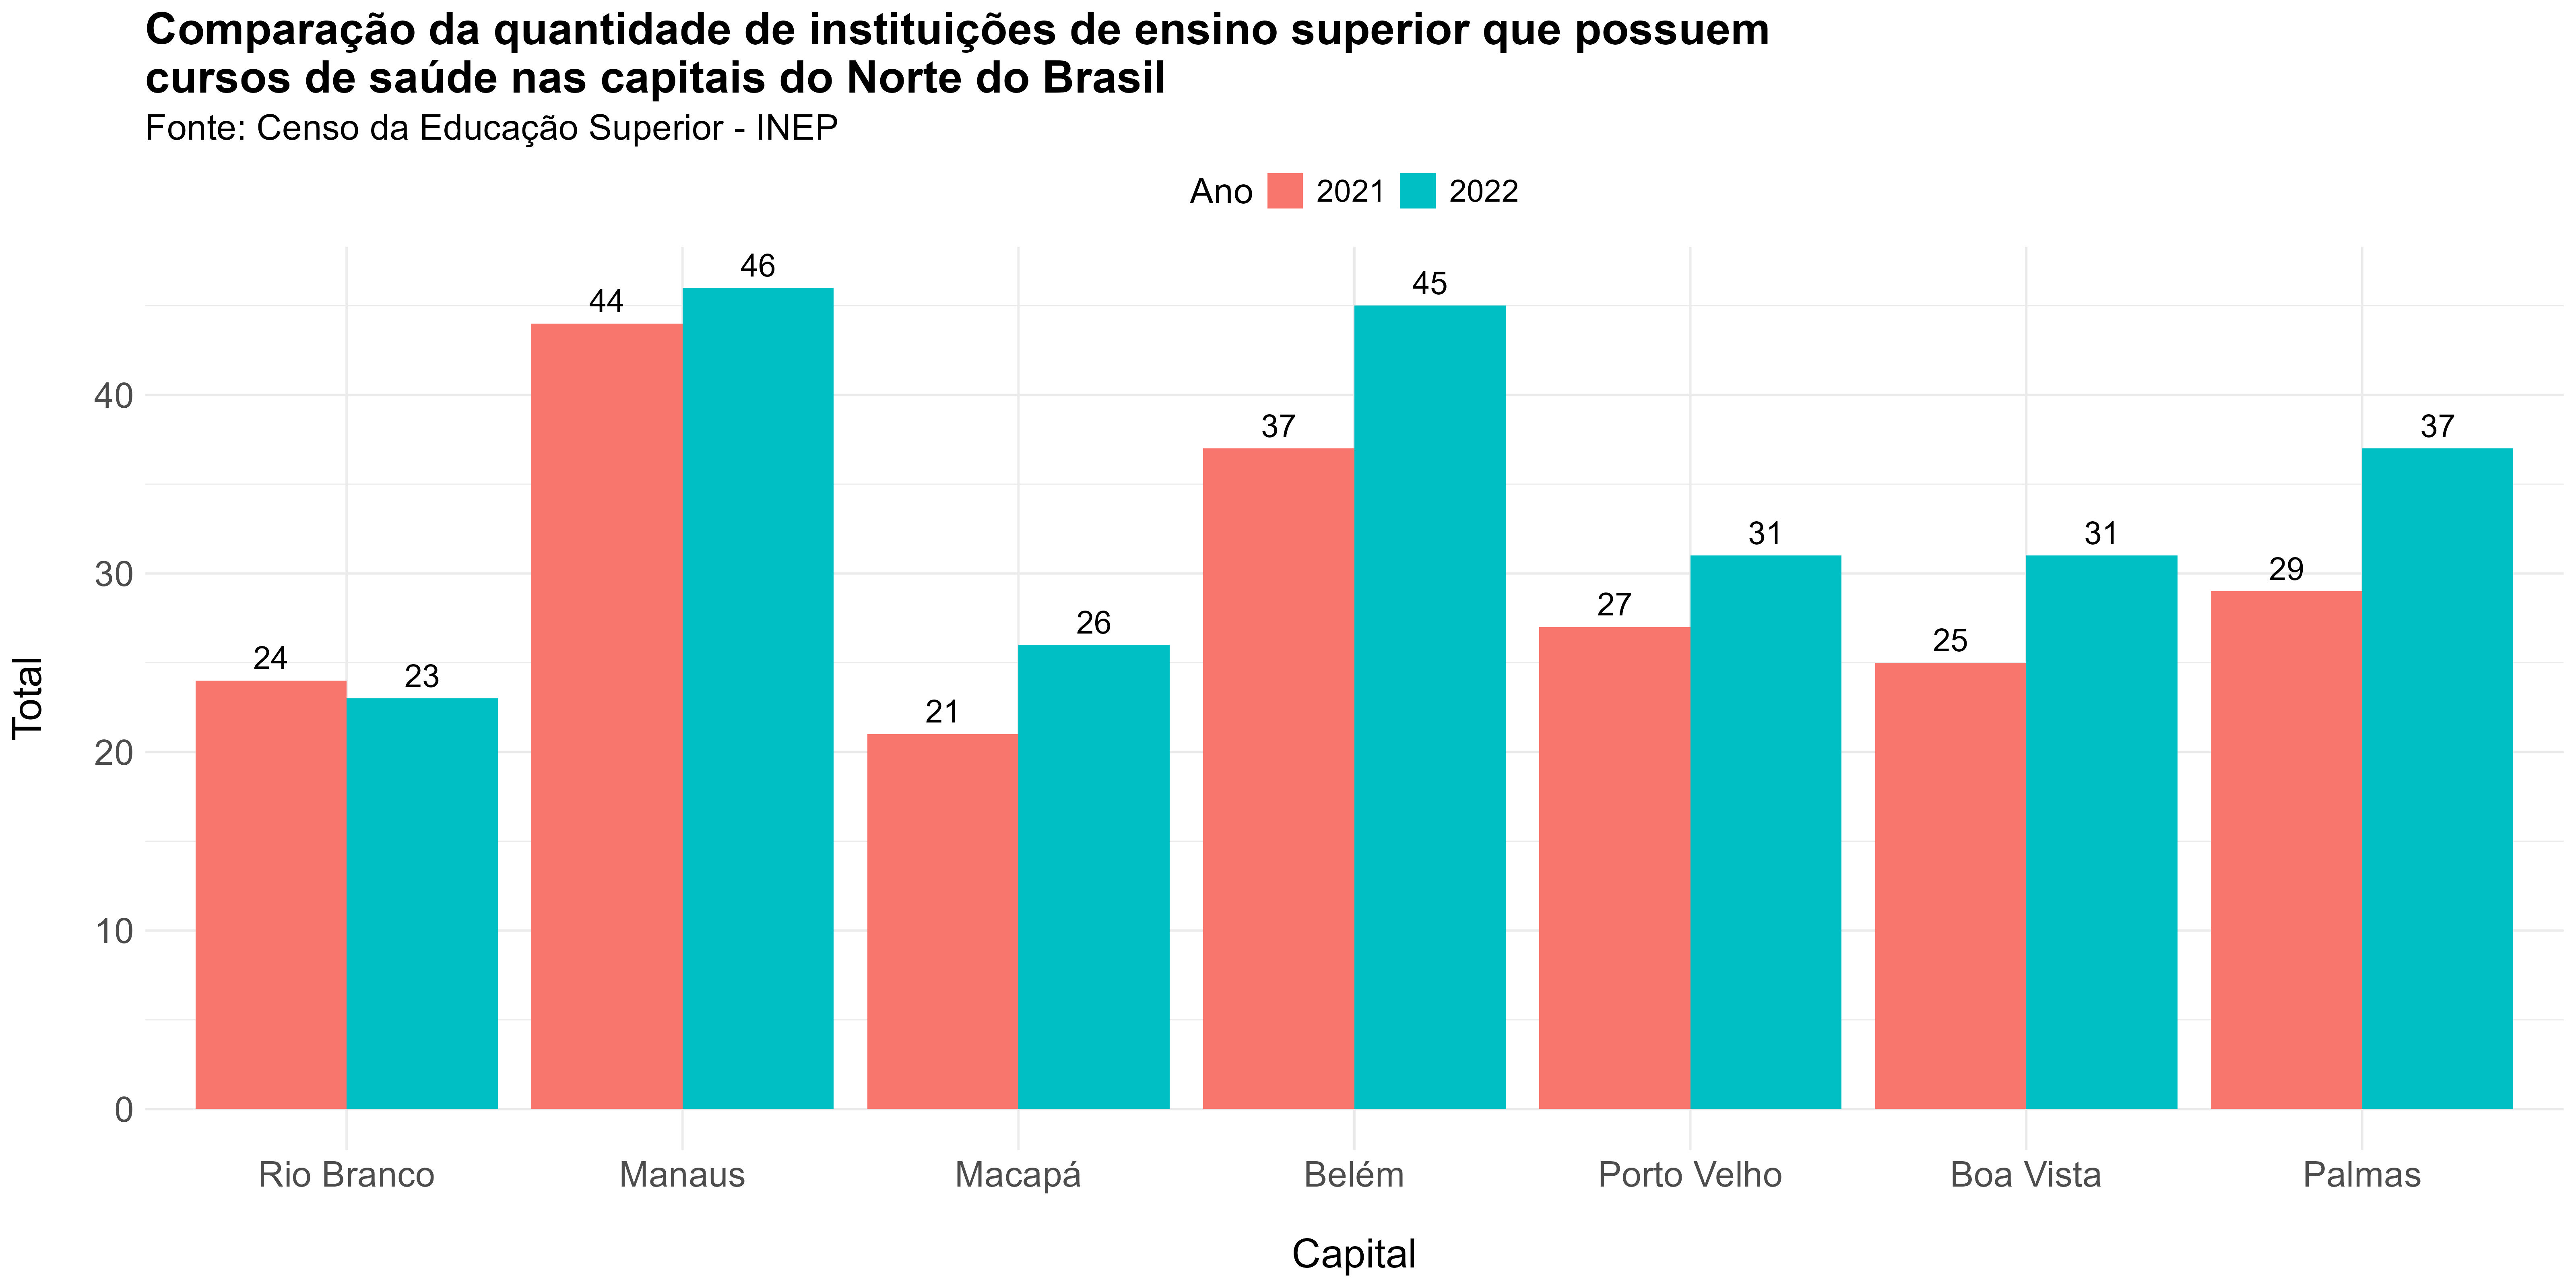 Comparação da quantidade de instituições de ensino superior que possuem
cursos de saúde nas capitais do Norte do Brasil
Fonte: Censo da Educação Superior - INEP
Ano 2021 2022
Total
40
30
20
10
0
24 23
44 46
21 26
37 45
27 31
25 31
29 37
Rio Branco Manaus Macapá Belém Porto Velho Boa Vista Palmas
Capital